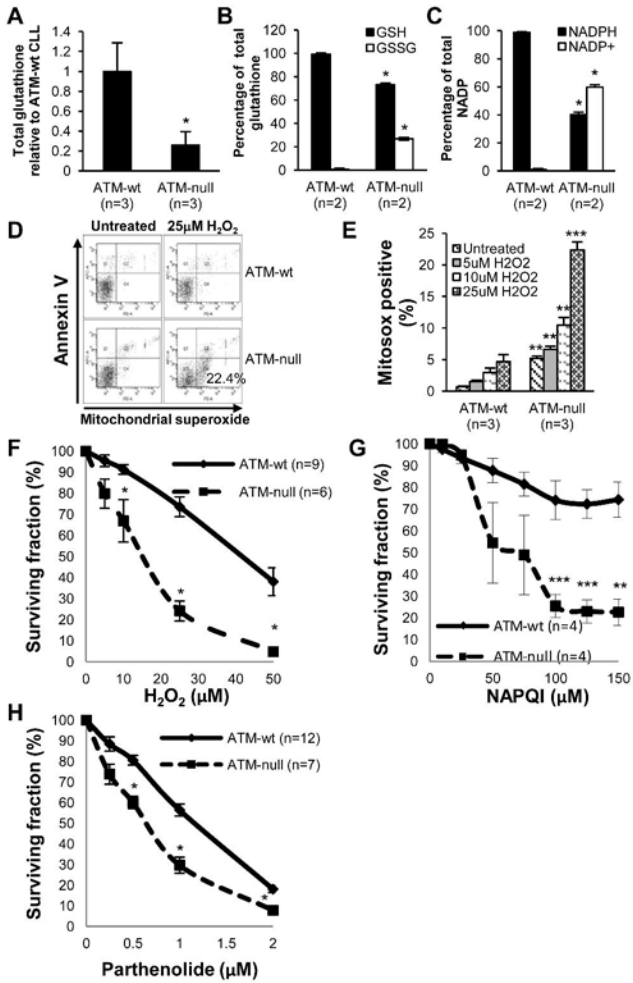 A
Total glutathione
relative to ATM-wt CLL
1.4
1.2
1
0.8
0.6
0.4
0.2
0
*
ATM-wt
(n=3)
ATM-null
(n=3)
B
GSH
GSSG
Percentage of total
glutathione
120
100
80
60
40
20
0
*
*
ATM-wt
(n=2)
ATM-null
(n=2)
C
NADPH
NADP+
Percentage of total
NADP
100
80
60
40
20
0
*
*
ATM-wt
(n=2)
ATM-null
(n=2)
D
Untreated
25µM H₂O₂
Annexin V
ATM-wt
ATM-null
22.4%
Mitochondrial superoxide
E
Mitosox positive
(%)
25
20
15
10
5
0
Untreated
5uM H2O2
10uM H2O2
25uM H2O2
**
**
**
***
ATM-wt
(n=3)
ATM-null
(n=3)
F
Surviving fraction (%)
100
90
80
70
60
50
40
30
20
10
0
ATM-wt (n=9)
ATM-null (n=6)
*
*
*
0
10
20
30
40
50
H₂O₂ (µM)
G
Surviving fraction (%)
100
90
80
70
60
50
40
30
20
10
0
***
***
**
ATM-wt (n=4)
ATM-null (n=4)
0
50
100
150
NAPQI (µM)
H
Surviving fraction (%)
100
90
80
70
60
50
40
30
20
10
0
ATM-wt (n=12)
ATM-null (n=7)
*
*
*
0
0.5
1
1.5
2
Parthenolide (µM)